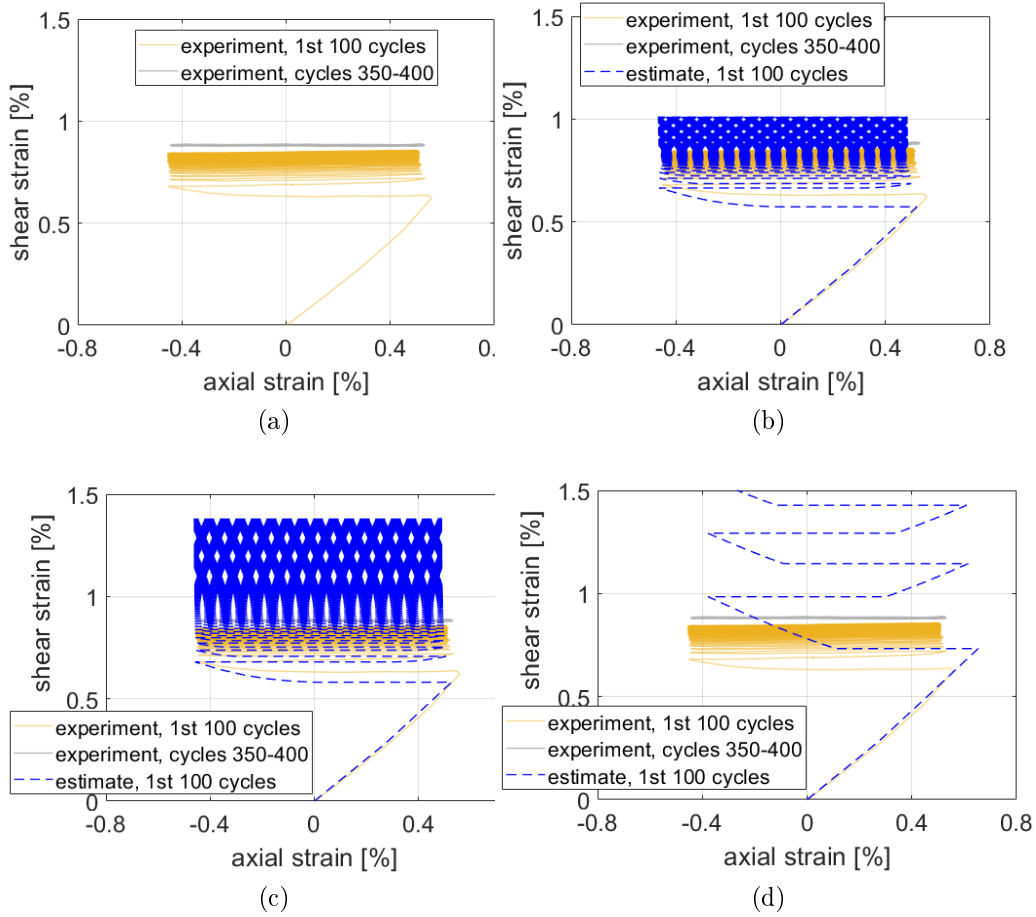 1.5
experiment, 1st 100 cycles
experiment, cycles 350-400
1
0.5
0
-0.8
-0.4
0
0.4
0.
shear strain [%]
axial strain [%]
(a)
1.5
experiment, 1st 100 cycles
experiment, cycles 350-400
estimate, 1st 100 cycles
1
0.5
0
-0.8
-0.4
0
0.4
0.8
shear strain [%]
axial strain [%]
(b)
1.5
1
0.5
0
experiment, 1st 100 cycles
experiment, cycles 350-400
estimate, 1st 100 cycles
-0.8
-0.4
0
0.4
shear strain [%]
axial strain [%]
(c)
1.5
1
0.5
0
experiment, 1st 100 cycles
experiment, cycles 350-400
estimate, 1st 100 cycles
-0.8
-0.4
0
0.4
0.8
shear strain [%]
axial strain [%]
(d)